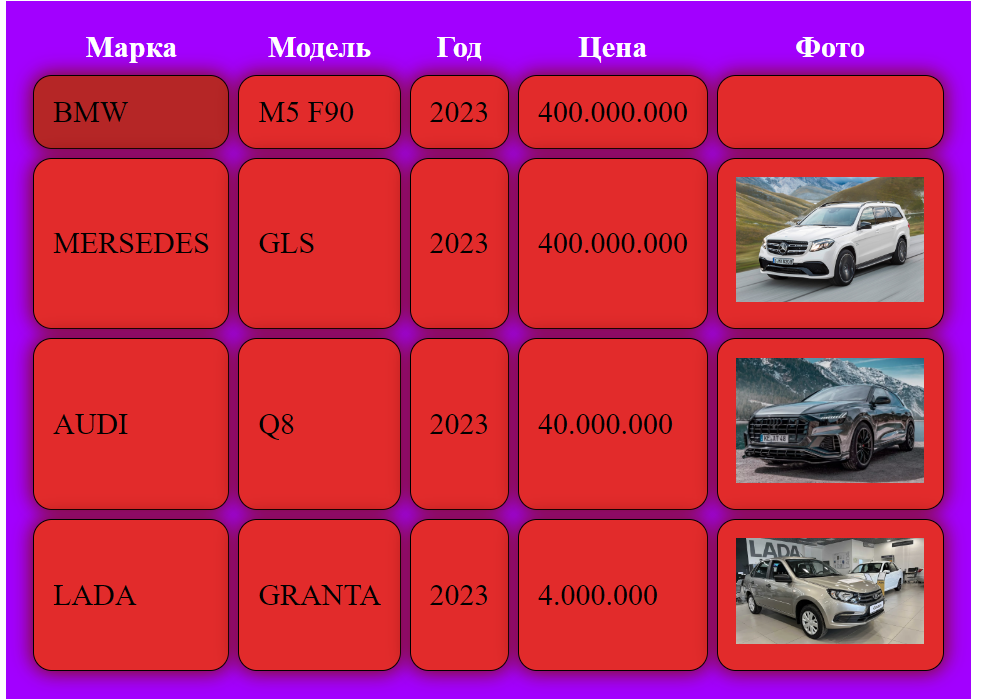 Марка Модель Год Цена Фото
BMW M5 F90 2023 400.000.000
MERSEDES GLS 2023 400.000.000
AUDI Q8 2023 40.000.000
LADA
LADA GRANTA 2023 4.000.000